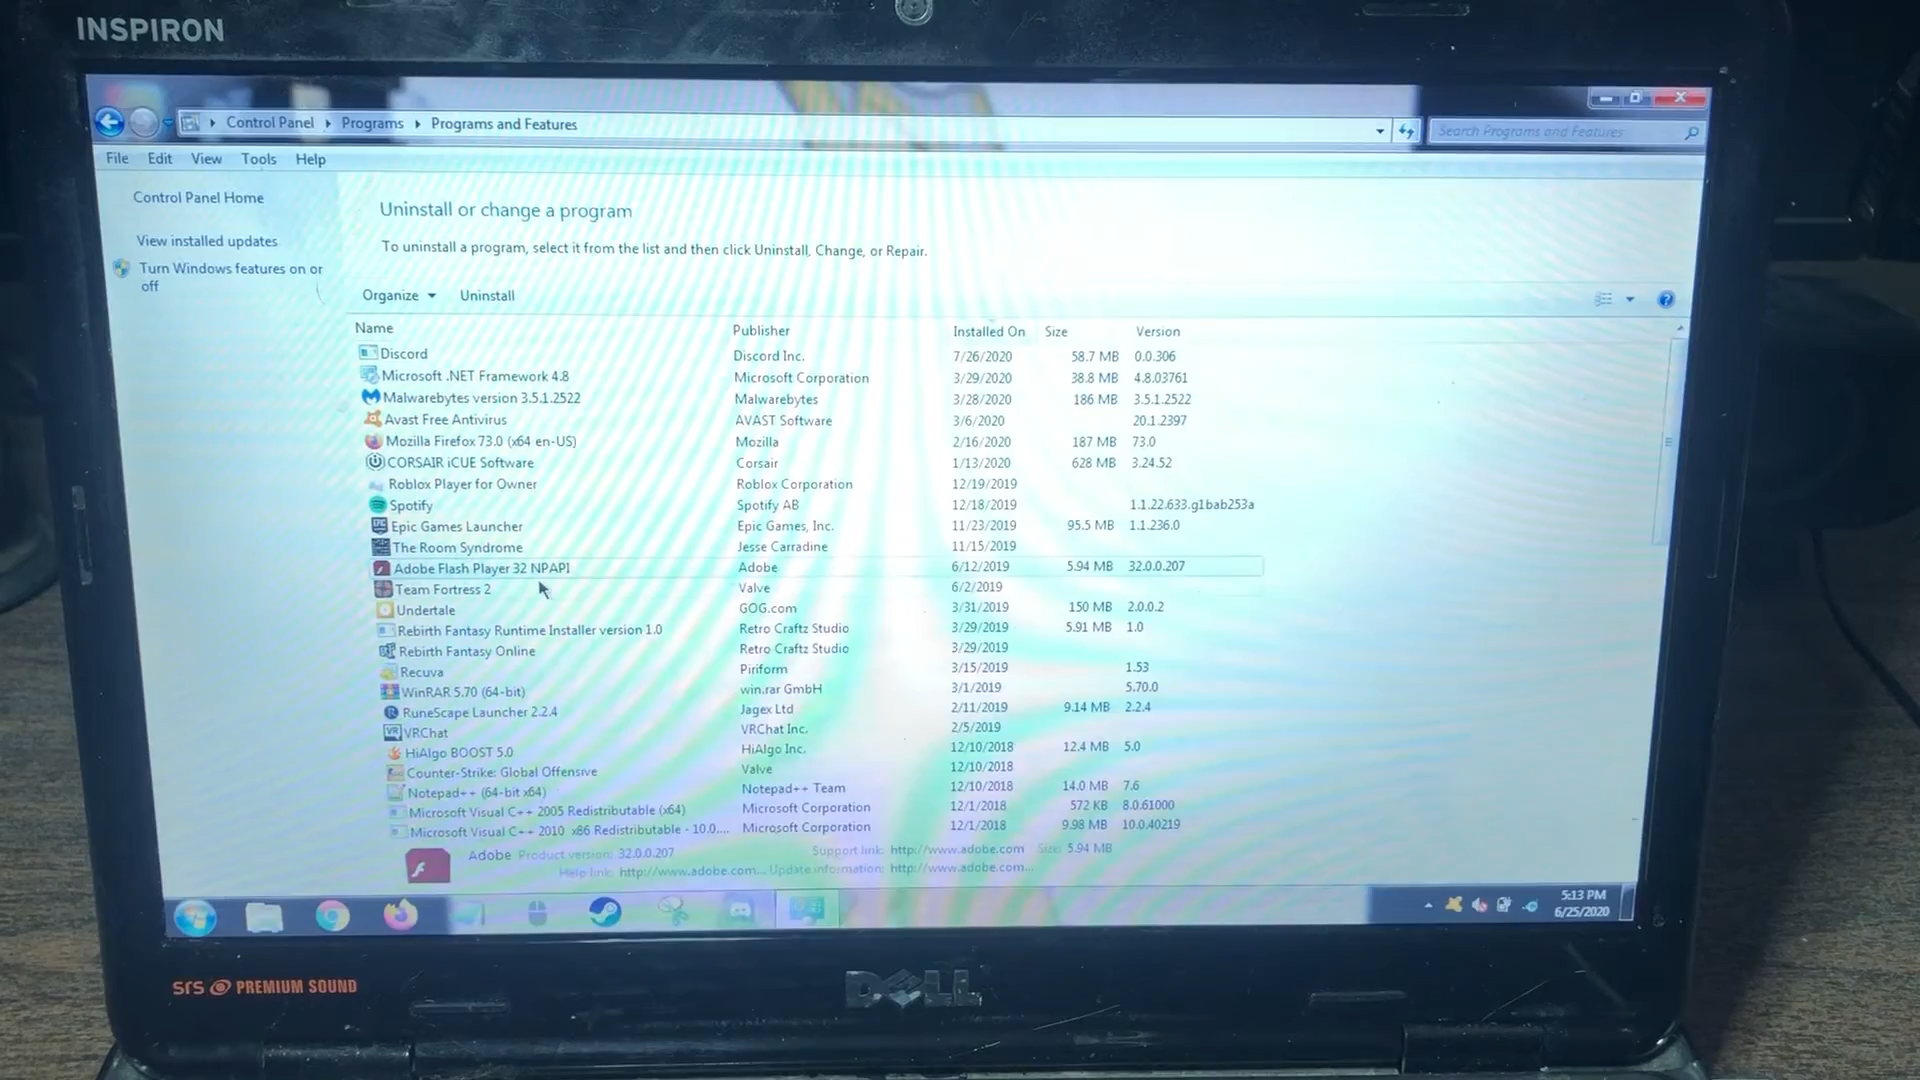 INSPIRON
Control Panel Programs Programs and Features
Search Programs and Features
File Edit View Tools Help
Control Panel Home
View installed updates
Turn Windows features on or off
Uninstall or change a program
To uninstall a program, select it from the list and then click Uninstall, Change, or Repair.
Organize Uninstall
Name Publisher Installed On Size Version
Discord Discord Inc. 7/26/2020 58.7 MB 0.0.306
Microsoft .NET Framework 4.8 Microsoft Corporation 3/29/2020 38.8 MB 4.8.03761
Malwarebytes version 3.5.1.2522 Malwarebytes 3/28/2020 186 MB 3.5.1.2522
Avast Free Antivirus AVAST Software 3/6/2020 20.1.2397
Mozilla Firefox 73.0 (x64 en-US) Mozilla 2/16/2020 187 MB 73.0
CORSAIR iCUE Software Corsair 1/13/2020 628 MB 3.24.52
Roblox Player for Owner Roblox Corporation 12/19/2019
Spotify Spotify AB 12/18/2019 1.1.22.633.g1bab253a
Epic Games Launcher Epic Games, Inc. 11/23/2019 95.5 MB 1.1.236.0
The Room Syndrome Jesse Carradine 11/15/2019
Adobe Flash Player 32 NPAPI Adobe 6/12/2019 5.94 MB 32.0.0.207
Team Fortress 2 Valve 6/2/2019
Undertale GOG.com 3/31/2019 150 MB 2.0.0.2
Rebirth Fantasy Runtime Installer version 1.0 Retro Craftz Studio 3/29/2019 5.91 MB 1.0
Rebirth Fantasy Online Retro Craftz Studio 3/29/2019
Recuva Piriform 3/15/2019 1.53
WinRAR 5.70 (64-bit) win.rar GmbH 3/1/2019 5.70.0
RuneScape Launcher 2.2.4 Jagex Ltd 2/11/2019 9.14 MB 2.2.4
VRChat VRChat Inc. 2/5/2019
HiAlgo BOOST 5.0 HiAlgo Inc. 12/10/2018 12.4 MB 5.0
Counter-Strike: Global Offensive Valve 12/10/2018
Notepad++ (64-bit x64) Notepad++ Team 12/10/2018 14.0 MB 7.6
Microsoft Visual C++ 2005 Redistributable (x64) Microsoft Corporation 12/1/2018 572 KB 8.0.61000
Microsoft Visual C++ 2010 x86 Redistributable - 10.0.... Microsoft Corporation 12/1/2018 9.98 MB 10.0.40219
Adobe Product version: 32.0.0.207 Support link: http://www.adobe.com Size: 5.94 MB
Help link: http://www.adobe.com... Update information: http://www.adobe.com...
5:13 PM
6/25/2020
SRS PREMIUM SOUND
DELL